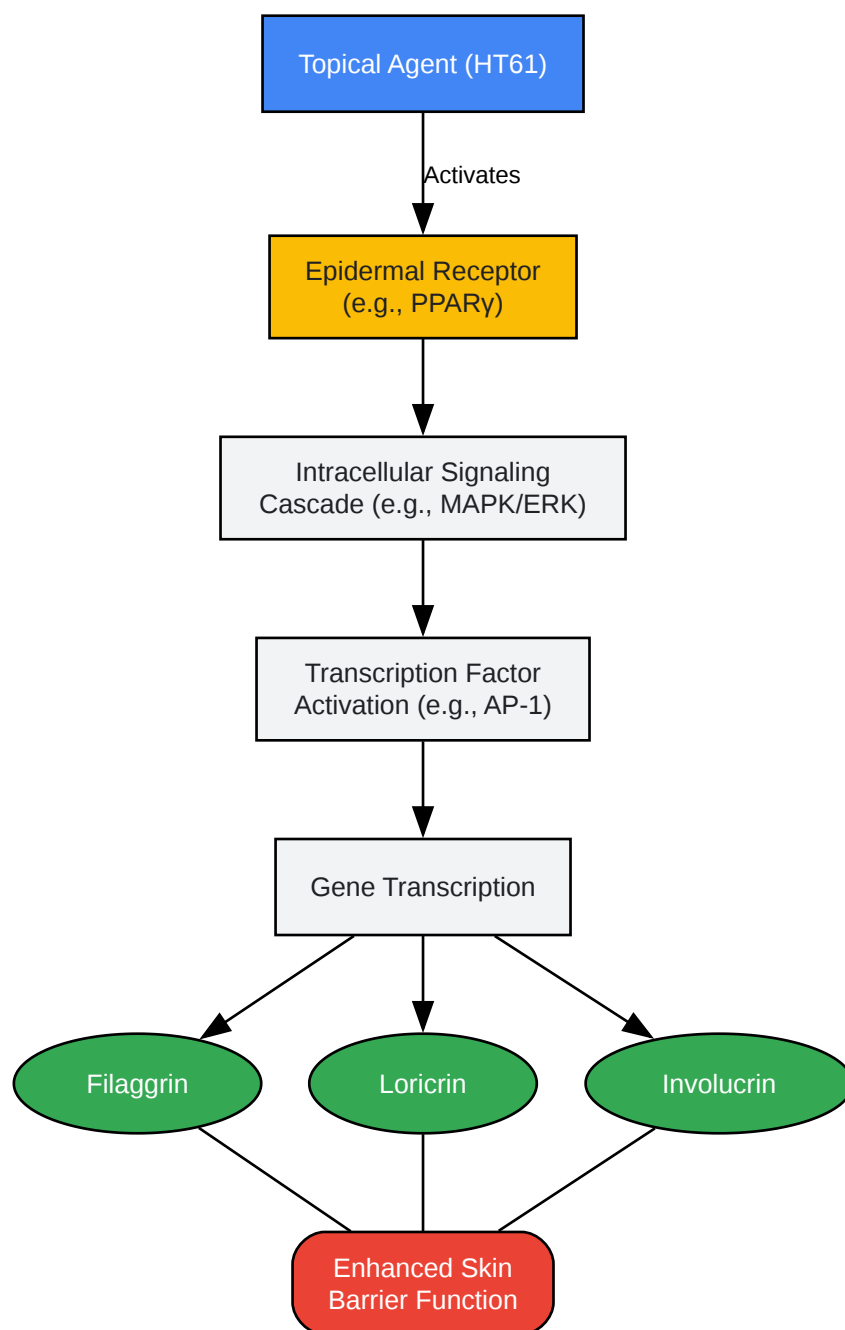 Topical Agent (HT61)
Activates
Epidermal Receptor
(e.g., PPARγ)
Intracellular Signaling
Cascade (e.g., MAPK/ERK)
Transcription Factor
Activation (e.g., AP-1)
Gene Transcription
Filaggrin
Loricrin
Involucrin
Enhanced Skin
Barrier Function